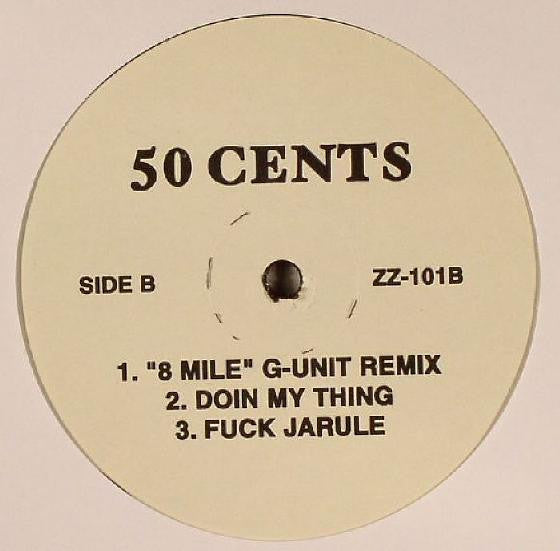 50 CENTS
SIDE B
ZZ-101B
1. "8 MILE" G-UNIT REMIX
2. DOIN MY THING
3. FUCK JARULE